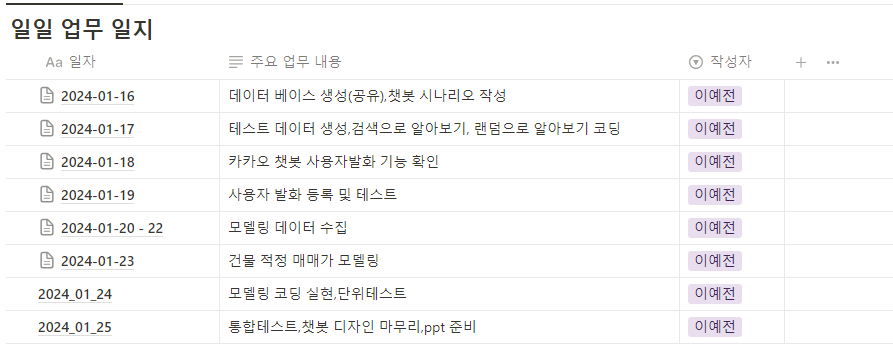 일일 업무 일지
Aa 일자 주요 업무 내용 작성자
2024-01-16 데이터 베이스 생성(공유),챗봇 시나리오 작성 이예전
2024-01-17 테스트 데이터 생성,검색으로 알아보기, 랜덤으로 알아보기 코딩 이예전
2024-01-18 카카오 챗봇 사용자발화 기능 확인 이예전
2024-01-19 사용자 발화 등록 및 테스트 이예전
2024-01-20 - 22 모델링 데이터 수집 이예전
2024-01-23 건물 적정 매매가 모델링 이예전
2024_01_24 모델링 코딩 실현,단위테스트 이예전
2024_01_25 통합테스트,챗봇 디자인 마무리,ppt 준비 이예전